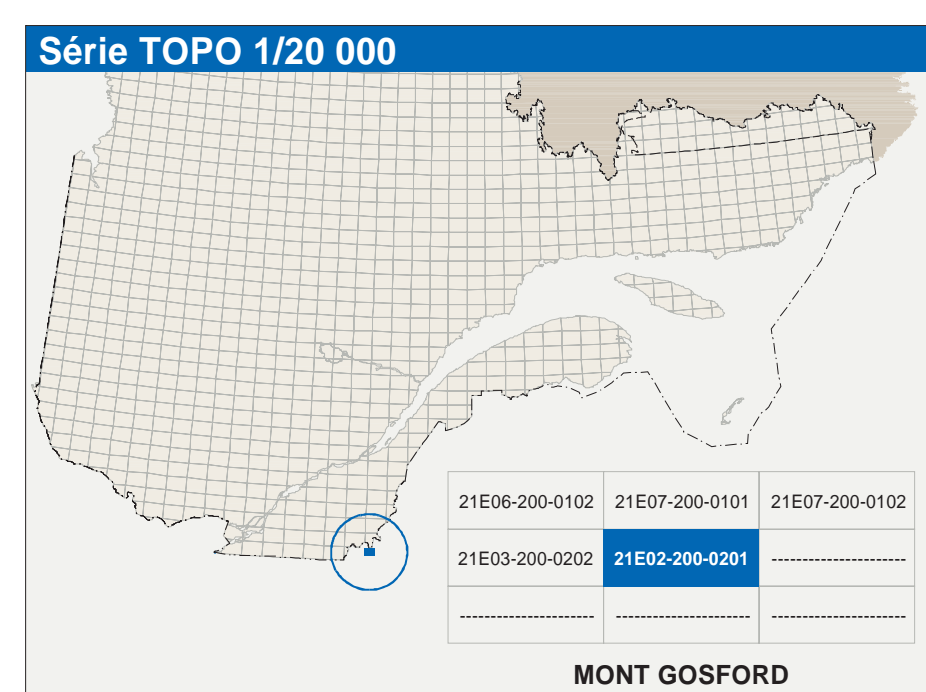 Série TOPO 1/20 000
21E06-200-0102 21E07-200-0101 21E07-200-0102
21E03-200-0202 21E02-200-0201 ---------------------
--------------------- --------------------- ---------------------
MONT GOSFORD